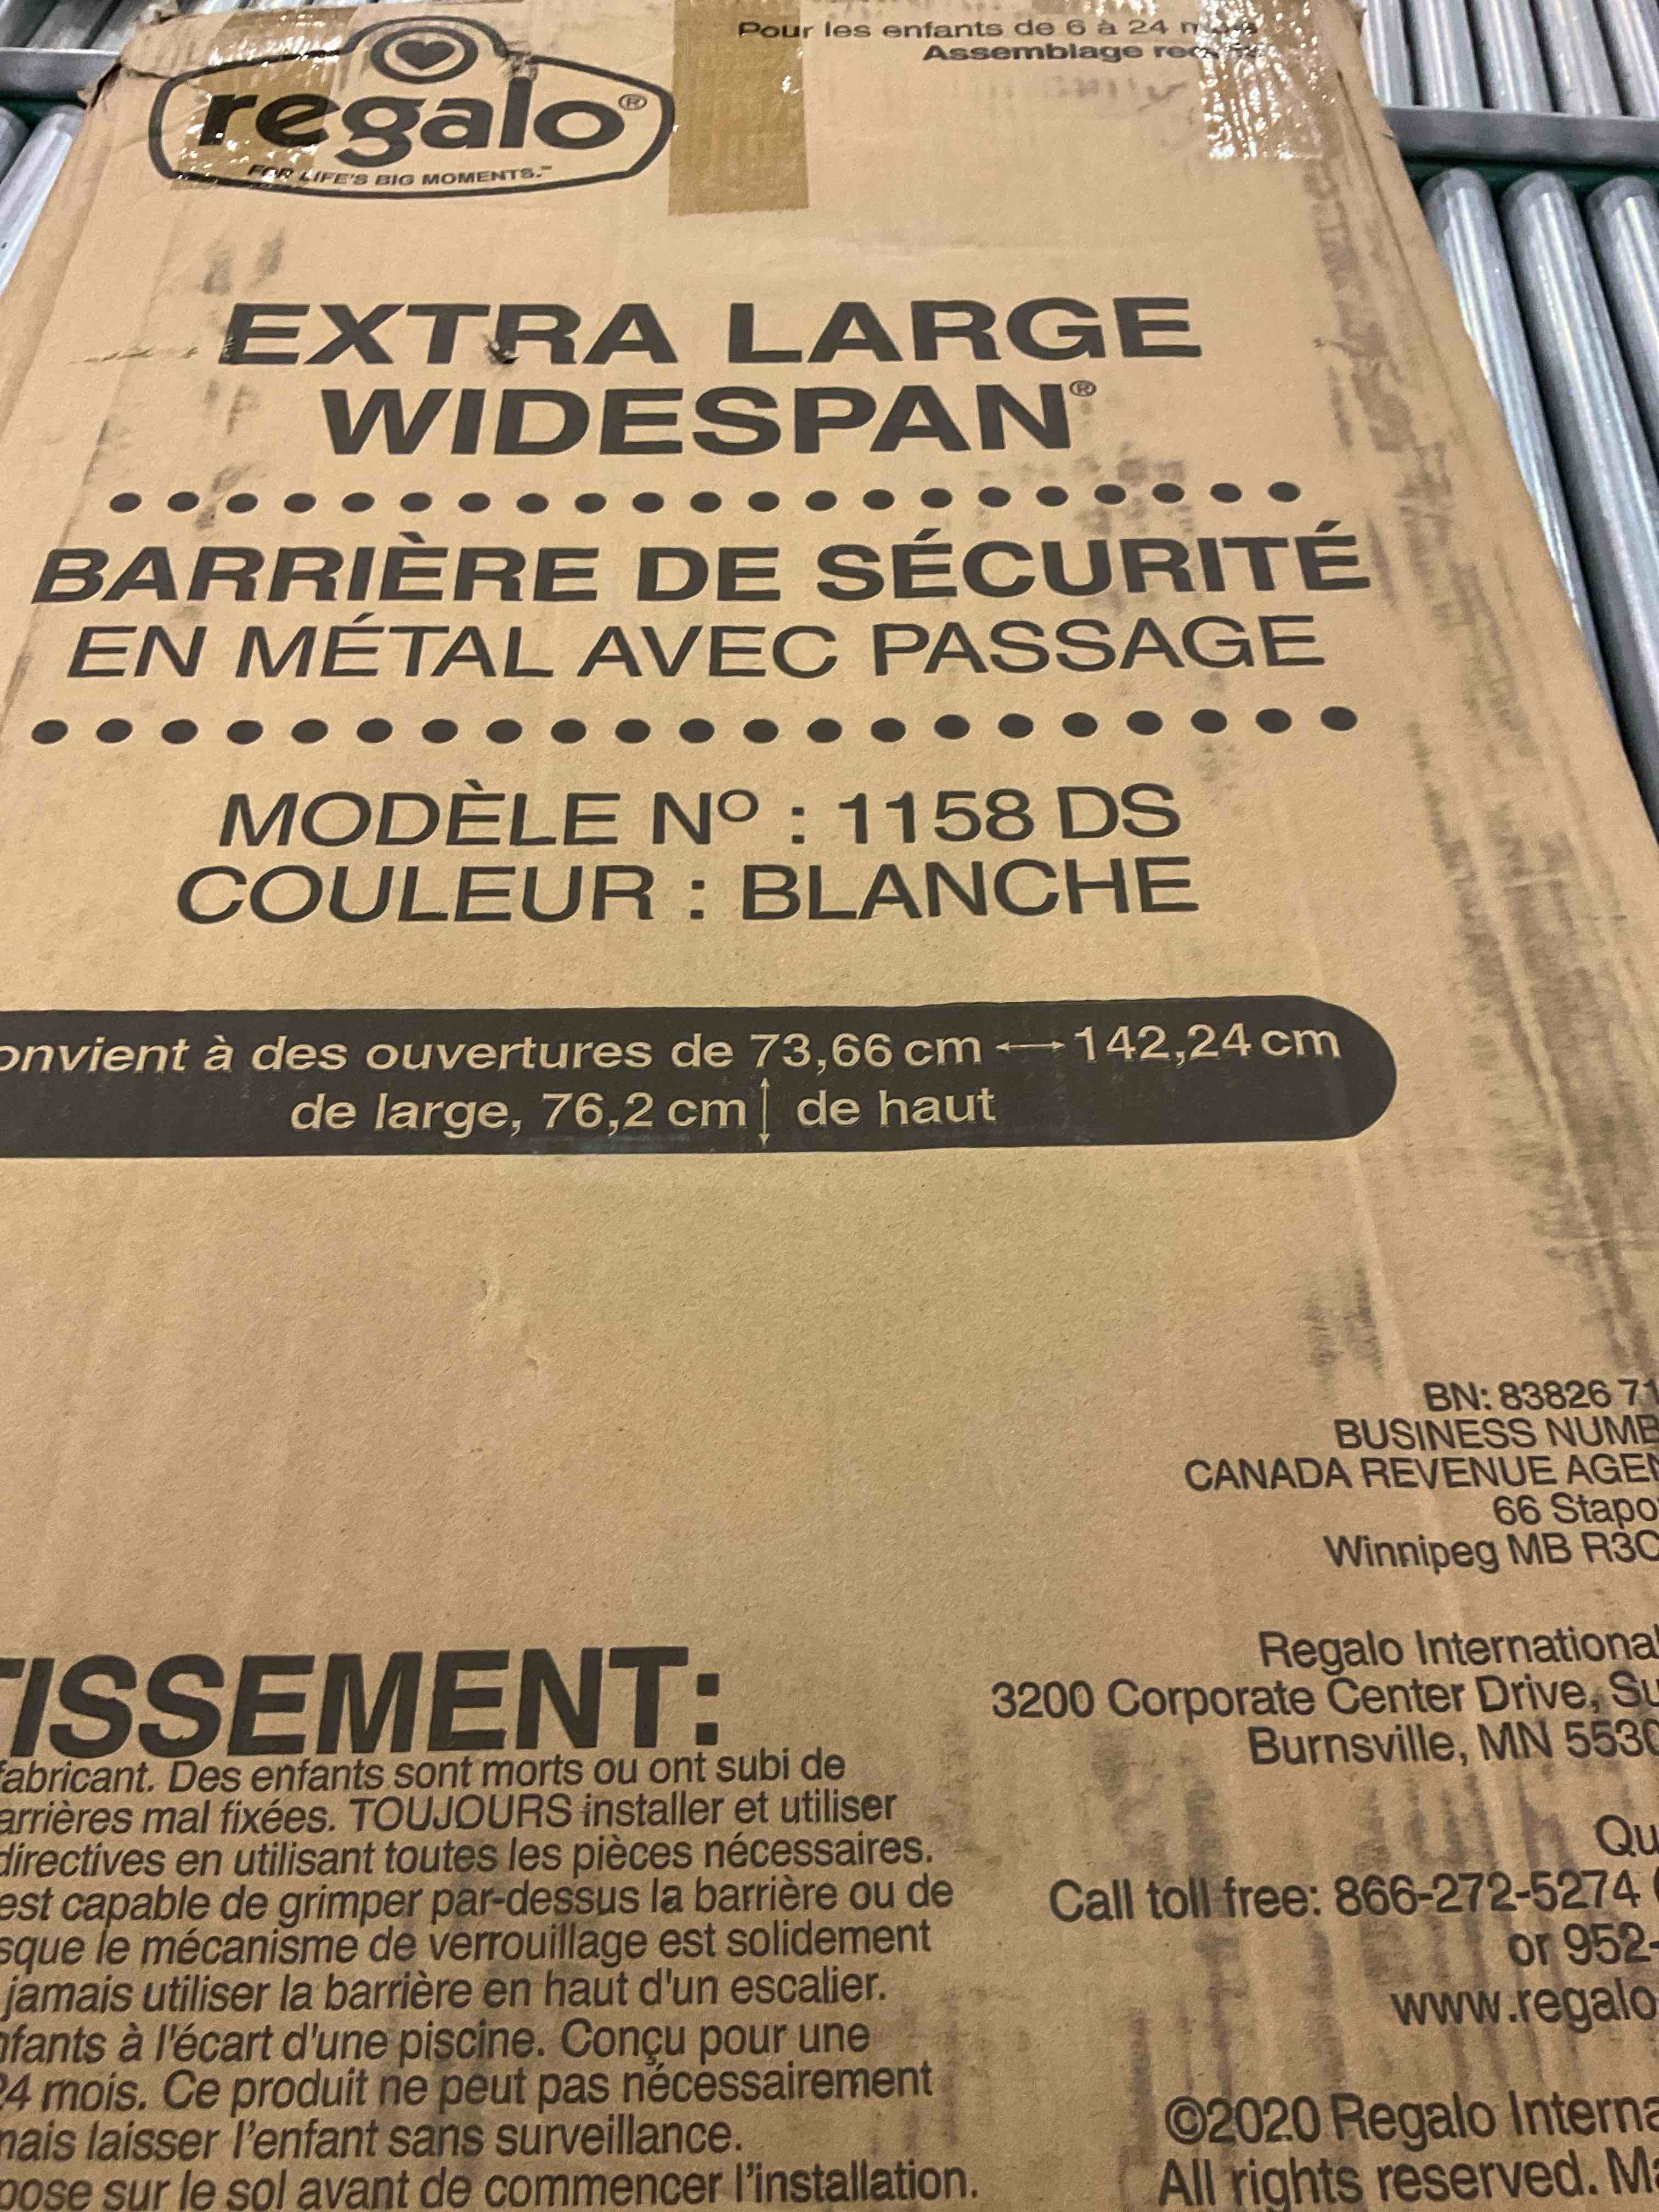 Pour les enfants de 6 à 24
Assemblage
regalo®
FOR LIFE'S BIG MOMENTS.™
EXTRA LARGE
WIDESPAN®
BARRIÈRE DE SÉCURITÉ
EN MÉTAL AVEC PASSAGE
MODÈLE Nº : 1158 DS
COULEUR : BLANCHE
onvient à des ouvertures de 73,66 cm ↔ 142,24 cm
de large, 76,2 cm ↕ de haut
BN: 83826 71
BUSINESS NUMB
CANADA REVENUE AGEN
66 Stapo
Winnipeg MB R3C
Regalo International
3200 Corporate Center Drive, Su
Burnsville, MN 5530
Qu
Call toll free: 866-272-5274 (
or 952-
www.regalo
©2020 Regalo Interna
All rights reserved. Ma
TISSEMENT:
fabricant. Des enfants sont morts ou ont subi de
arrières mal fixées. TOUJOURS installer et utiliser
directives en utilisant toutes les pièces nécessaires.
est capable de grimper par-dessus la barrière ou de
sque le mécanisme de verrouillage est solidement
jamais utiliser la barrière en haut d'un escalier.
nfants à l'écart d'une piscine. Conçu pour une
24 mois. Ce produit ne peut pas nécessairement
mais laisser l'enfant sans surveillance.
pose sur le sol avant de commencer l'installation.